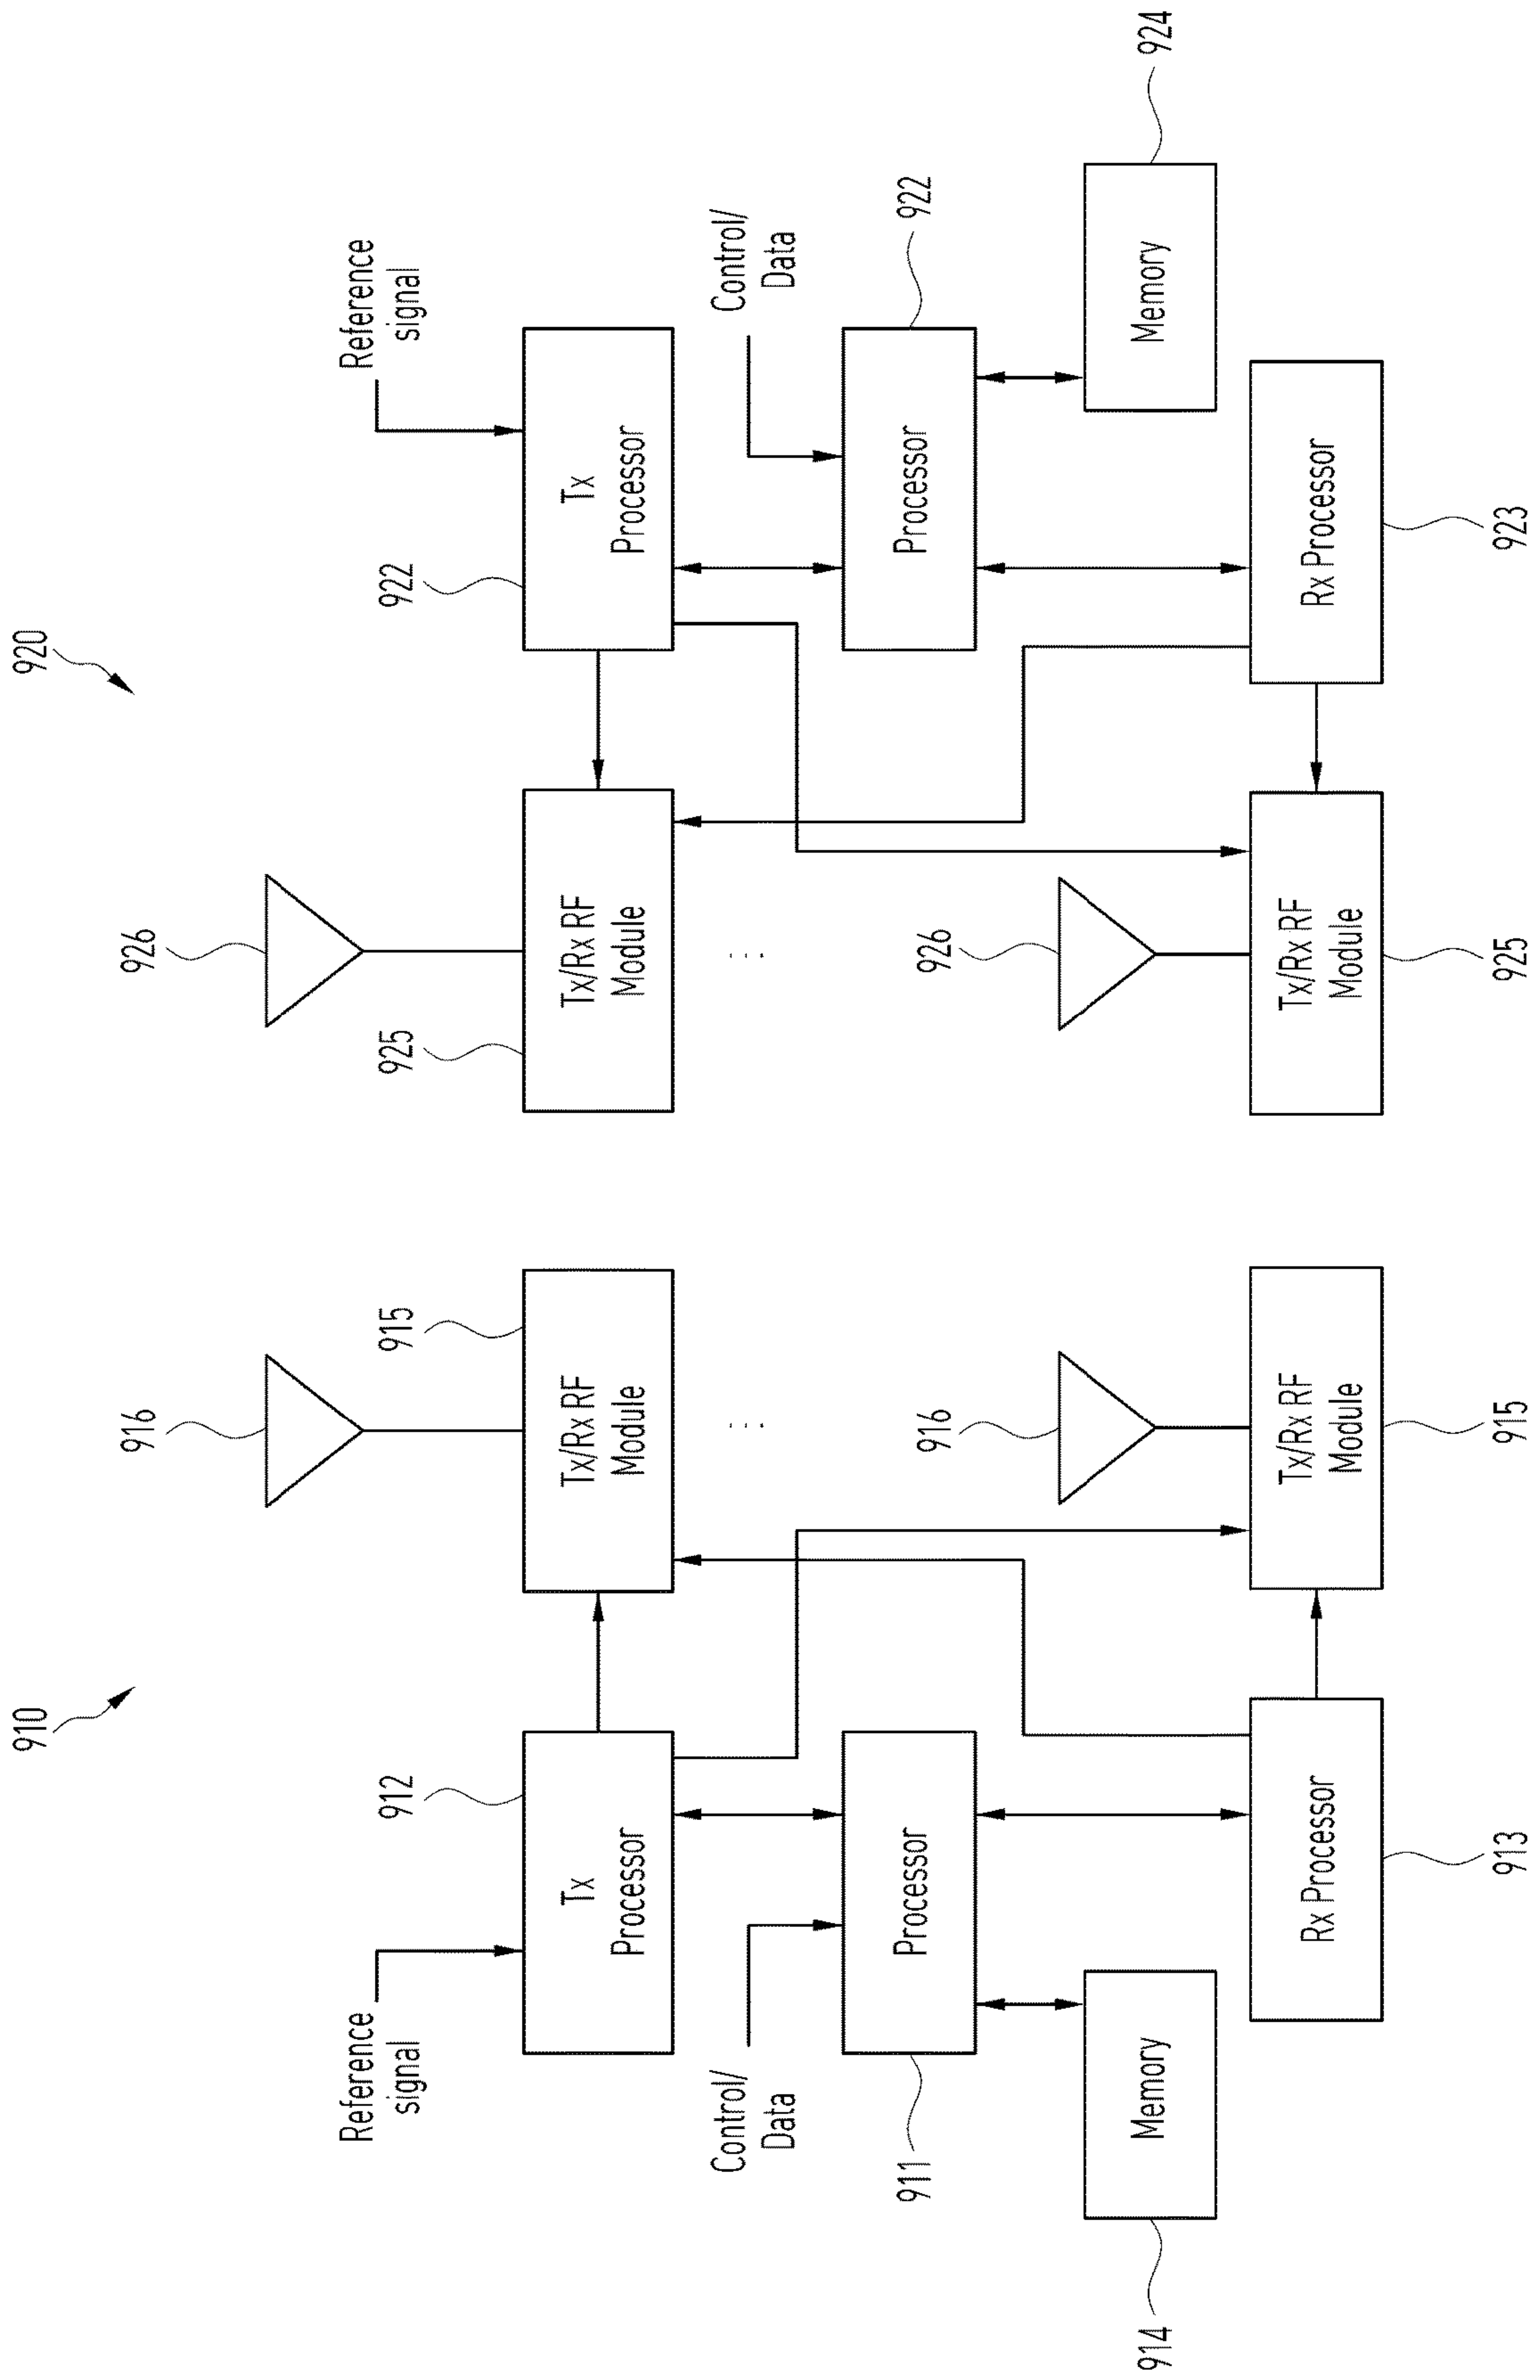 910
920
916
926
Reference
signal
912
915
925
922
Reference
signal
Tx
Processor
Tx/Rx RF
Module
Tx/Rx RF
Module
Tx
Processor
Control/
Data
...
...
Control/
Data
911
Processor
916
926
Processor
922
914
Memory
Memory
924
Rx Processor
Tx/Rx RF
Module
Tx/Rx RF
Module
Rx Processor
913
915
925
923